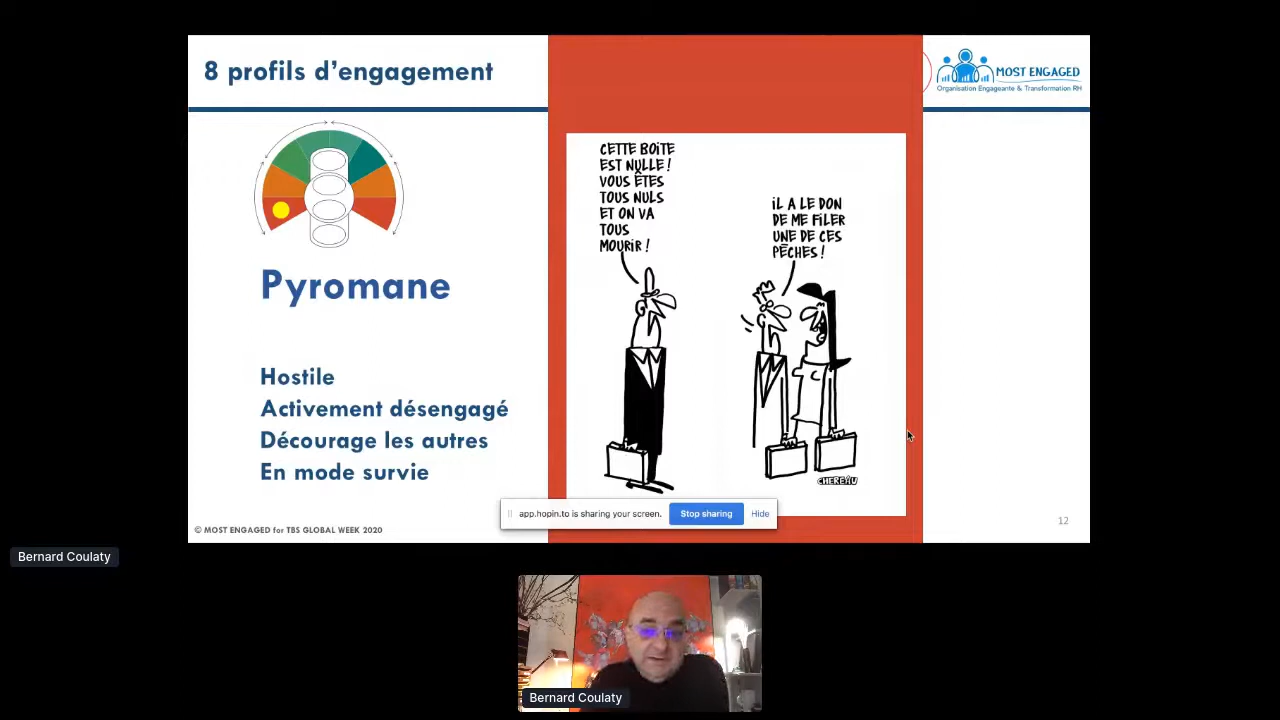 8 profils d’engagement
MOST ENGAGED
Organisation Engageante & Transformation RH
CETTE BOÎTE
EST NULLE !
VOUS ÊTES
TOUS NULS
ET ON VA
TOUS
MOURIR !
iL A LE DON
DE ME FiLER
UNE DE CES
PÊCHES !
CHEREAU
Pyromane
Hostile
Activement désengagé
Décourage les autres
En mode survie
app.hopin.to is sharing your screen.
Stop sharing
Hide
© MOST ENGAGED for TBS GLOBAL WEEK 2020
12
Bernard Coulaty
Bernard Coulaty